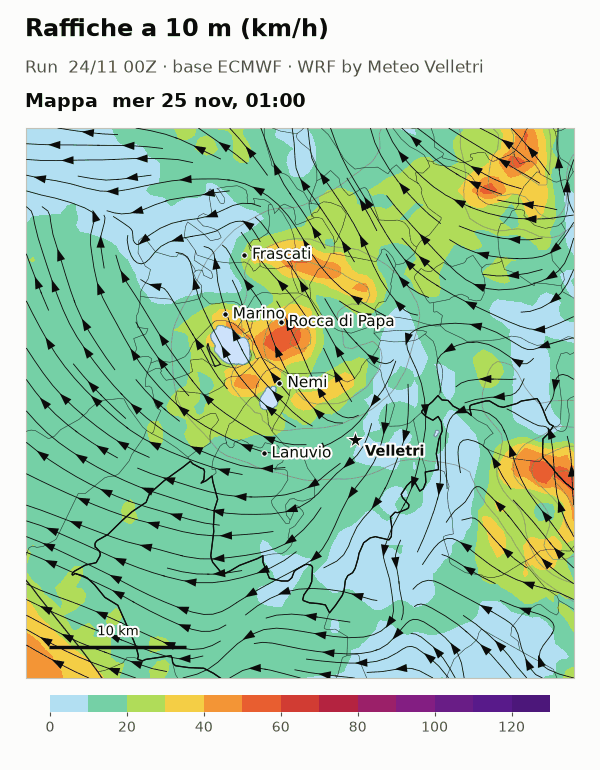 Raffiche a 10 m (km/h)
Run  24/11 00Z · base ECMWF · WRF by Meteo Velletri
Mappa  mer 25 nov, 01:00
Frascati
Marino
Rocca di Papa
Nemi
Velletri
Lanuvio
10 km
0 20 40 60 80 100 120